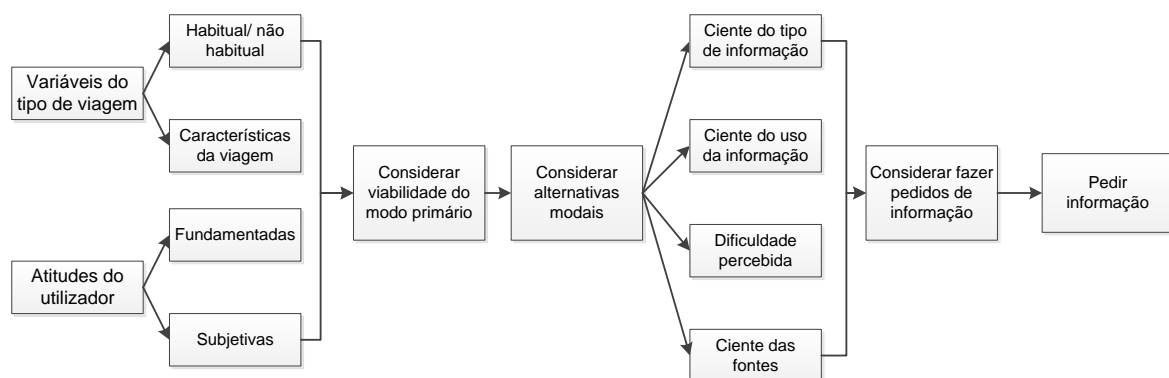 Variáveis do
tipo de viagem
Habitual/ não
habitual
Características
da viagem
Atitudes do
utilizador
Fundamentadas
Subjetivas
Considerar
viabilidade do
modo primário
Considerar
alternativas
modais
Ciente do tipo
de informação
Ciente do uso
da informação
Dificuldade
percebida
Ciente das
fontes
Considerar fazer
pedidos de
informação
Pedir
informação